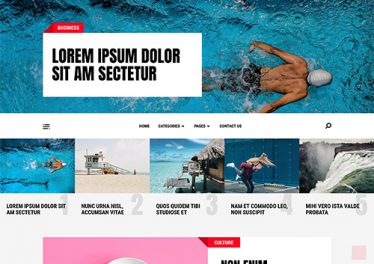 BUSINESS
LOREM IPSUM DOLOR
SIT AM SECTETUR
HOME CATEGORIES PAGES CONTACT US
LOREM IPSUM DOLOR SIT
AM SECTETUR
1
NUNC URNA NISL,
ACCUMSAN VITAE
2
QUOS QUIDEM TIBI
STUDIOSE ET
3
NAM ET COMMODO LEO,
NON SUSCIPIT
4
MIHI VERO ISTA VALDE
PROBATA
5
CULTURE
NON ENIM